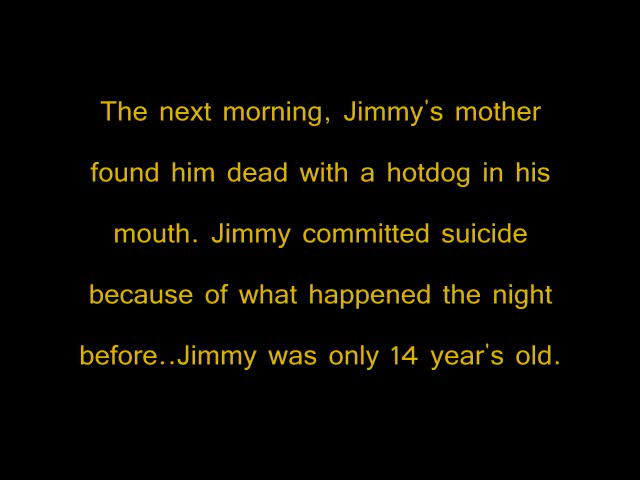 The next morning, Jimmy's mother
found him dead with a hotdog in his
mouth. Jimmy committed suicide
because of what happened the night
before..Jimmy was only 14 year's old.